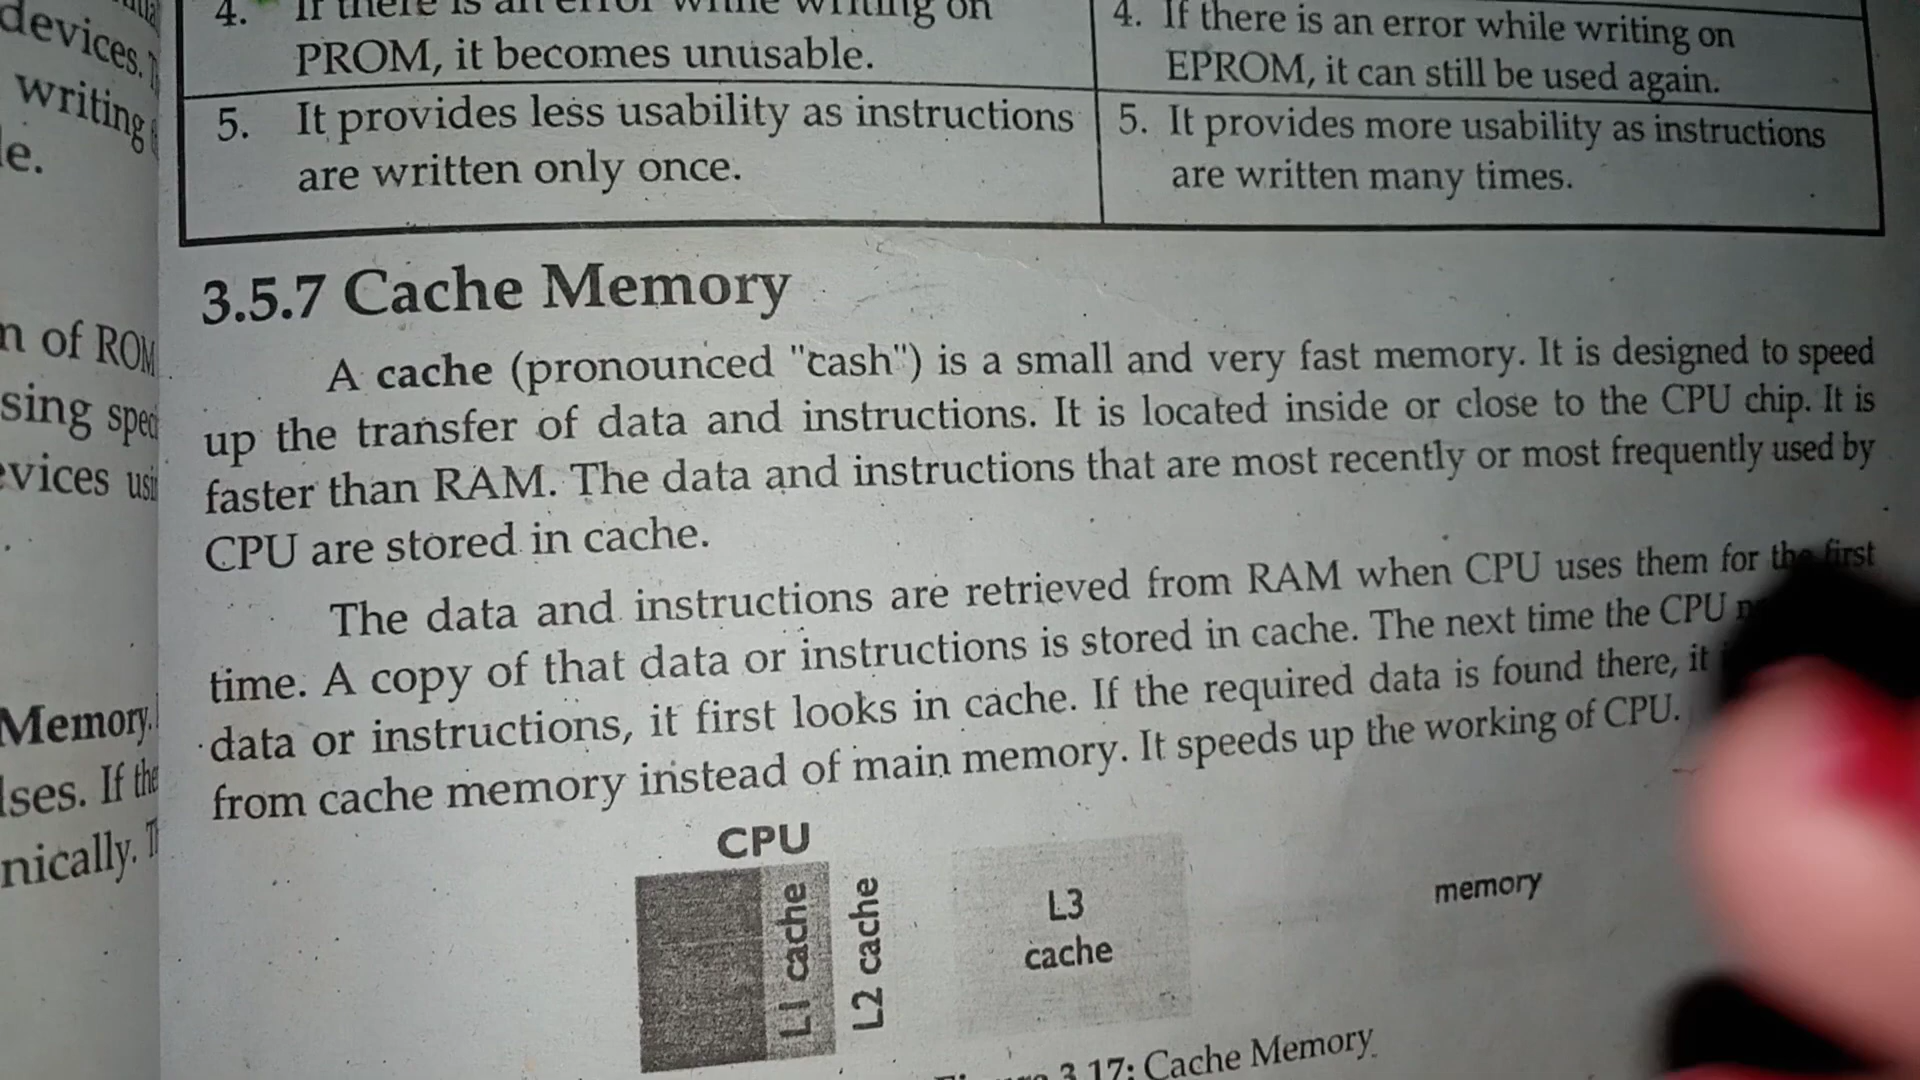 devices.
writing
le.
n of ROM
sing
vices
Memory.
lses. If the
nically.
4. If there is an error while writing on
PROM, it becomes unusable.
5. It provides less usability as instructions
are written only once.
4. If there is an error while writing on
EPROM, it can still be used again.
5. It provides more usability as instructions
are written many times.
3.5.7 Cache Memory
A cache (pronounced "cash") is a small and very fast memory. It is designed to speed
up the transfer of data and instructions. It is located inside or close to the CPU chip. It is
faster than RAM. The data and instructions that are most recently or most frequently used by
CPU are stored in cache.
The data and instructions are retrieved from RAM when CPU uses them for the first
time. A copy of that data or instructions is stored in cache. The next time the CPU
data or instructions, it first looks in cache. If the required data is found there, it
from cache memory instead of main memory. It speeds up the working of CPU.
CPU
L1 cache
L2 cache
L3
cache
memory
3.17: Cache Memory